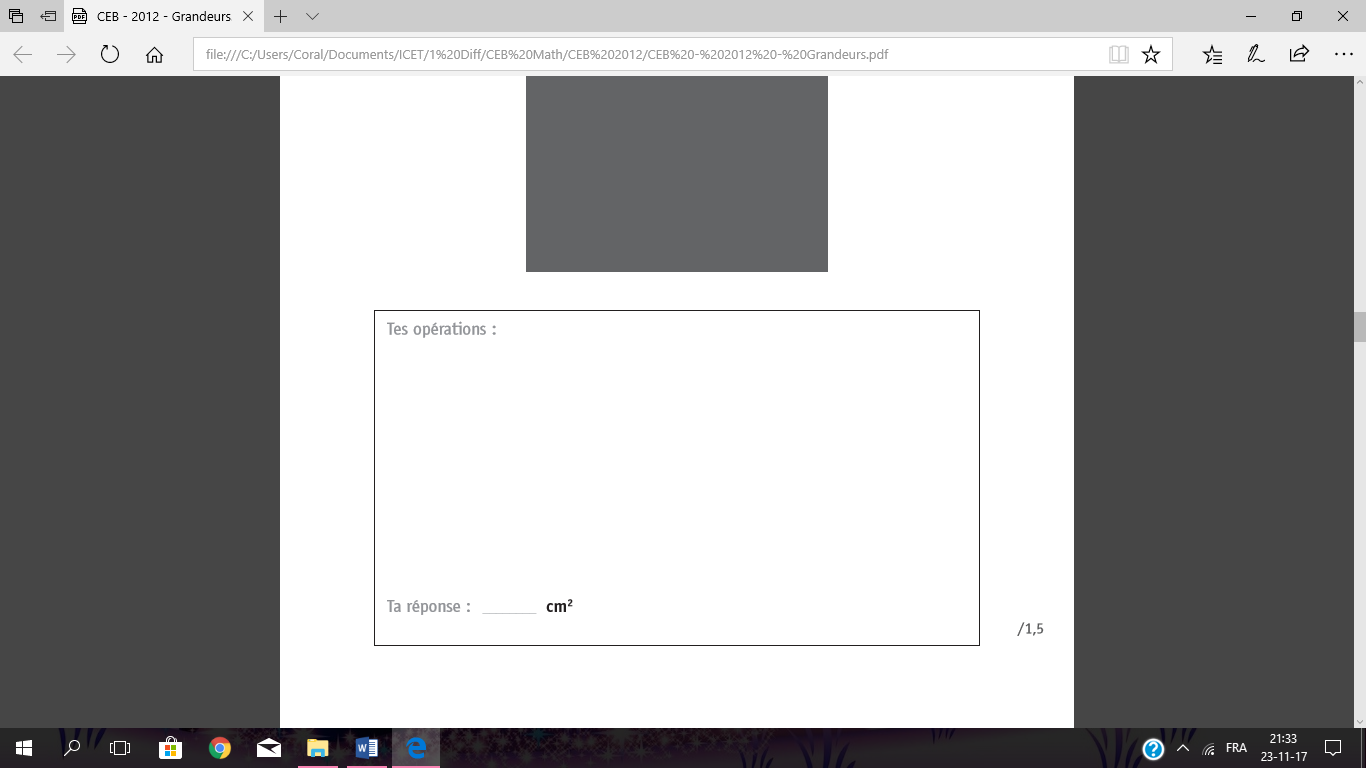 CEB - 2012 - Grandeurs
file:///C:/Users/Coral/Documents/ICET/1%20Diff/CEB%20Math/CEB%202012/CEB%20-%202012%20-%20Grandeurs.pdf
Tes opérations :
Ta réponse : ______ cm²
/1,5
FRA
21:33
23-11-17